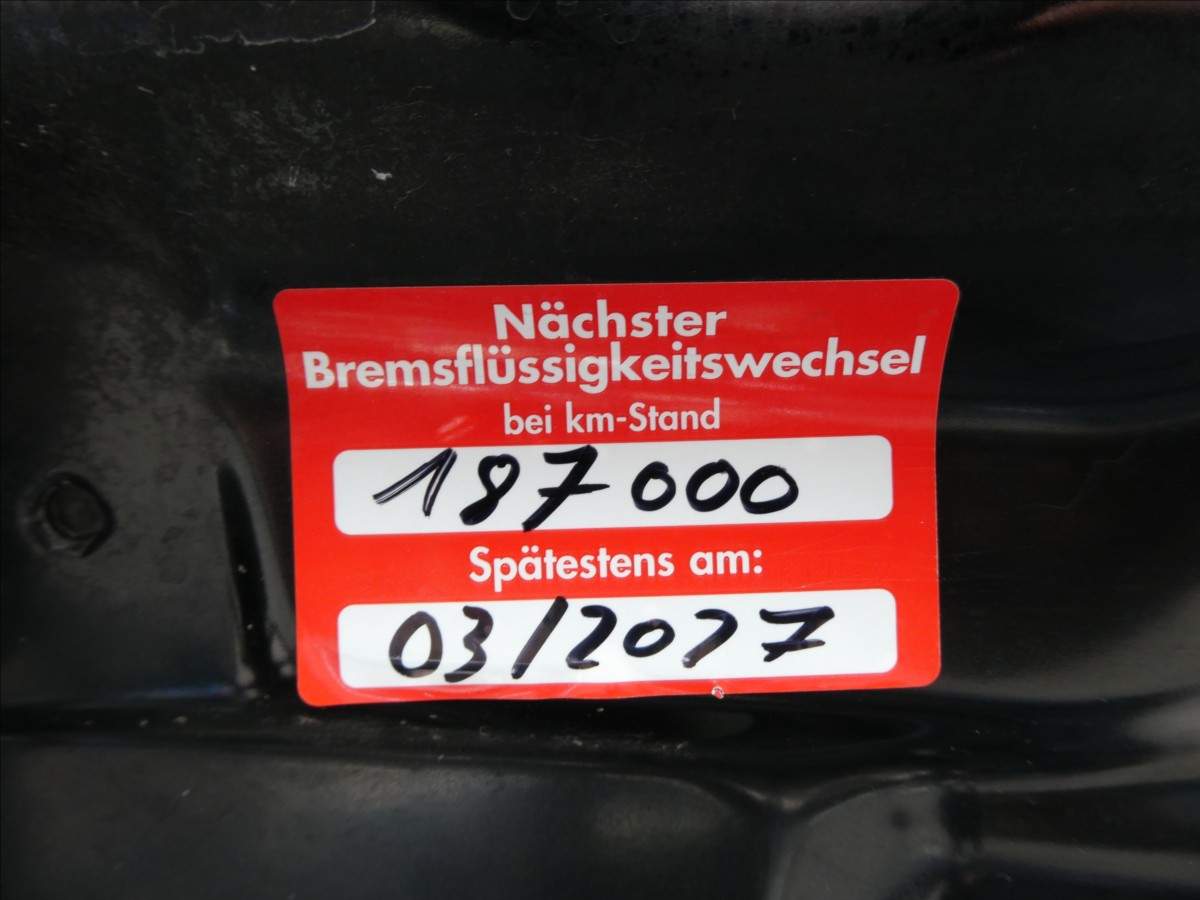 Nächster
Bremsflüssigkeitswechsel
bei km-Stand
187000
Spätestens am:
03/2027